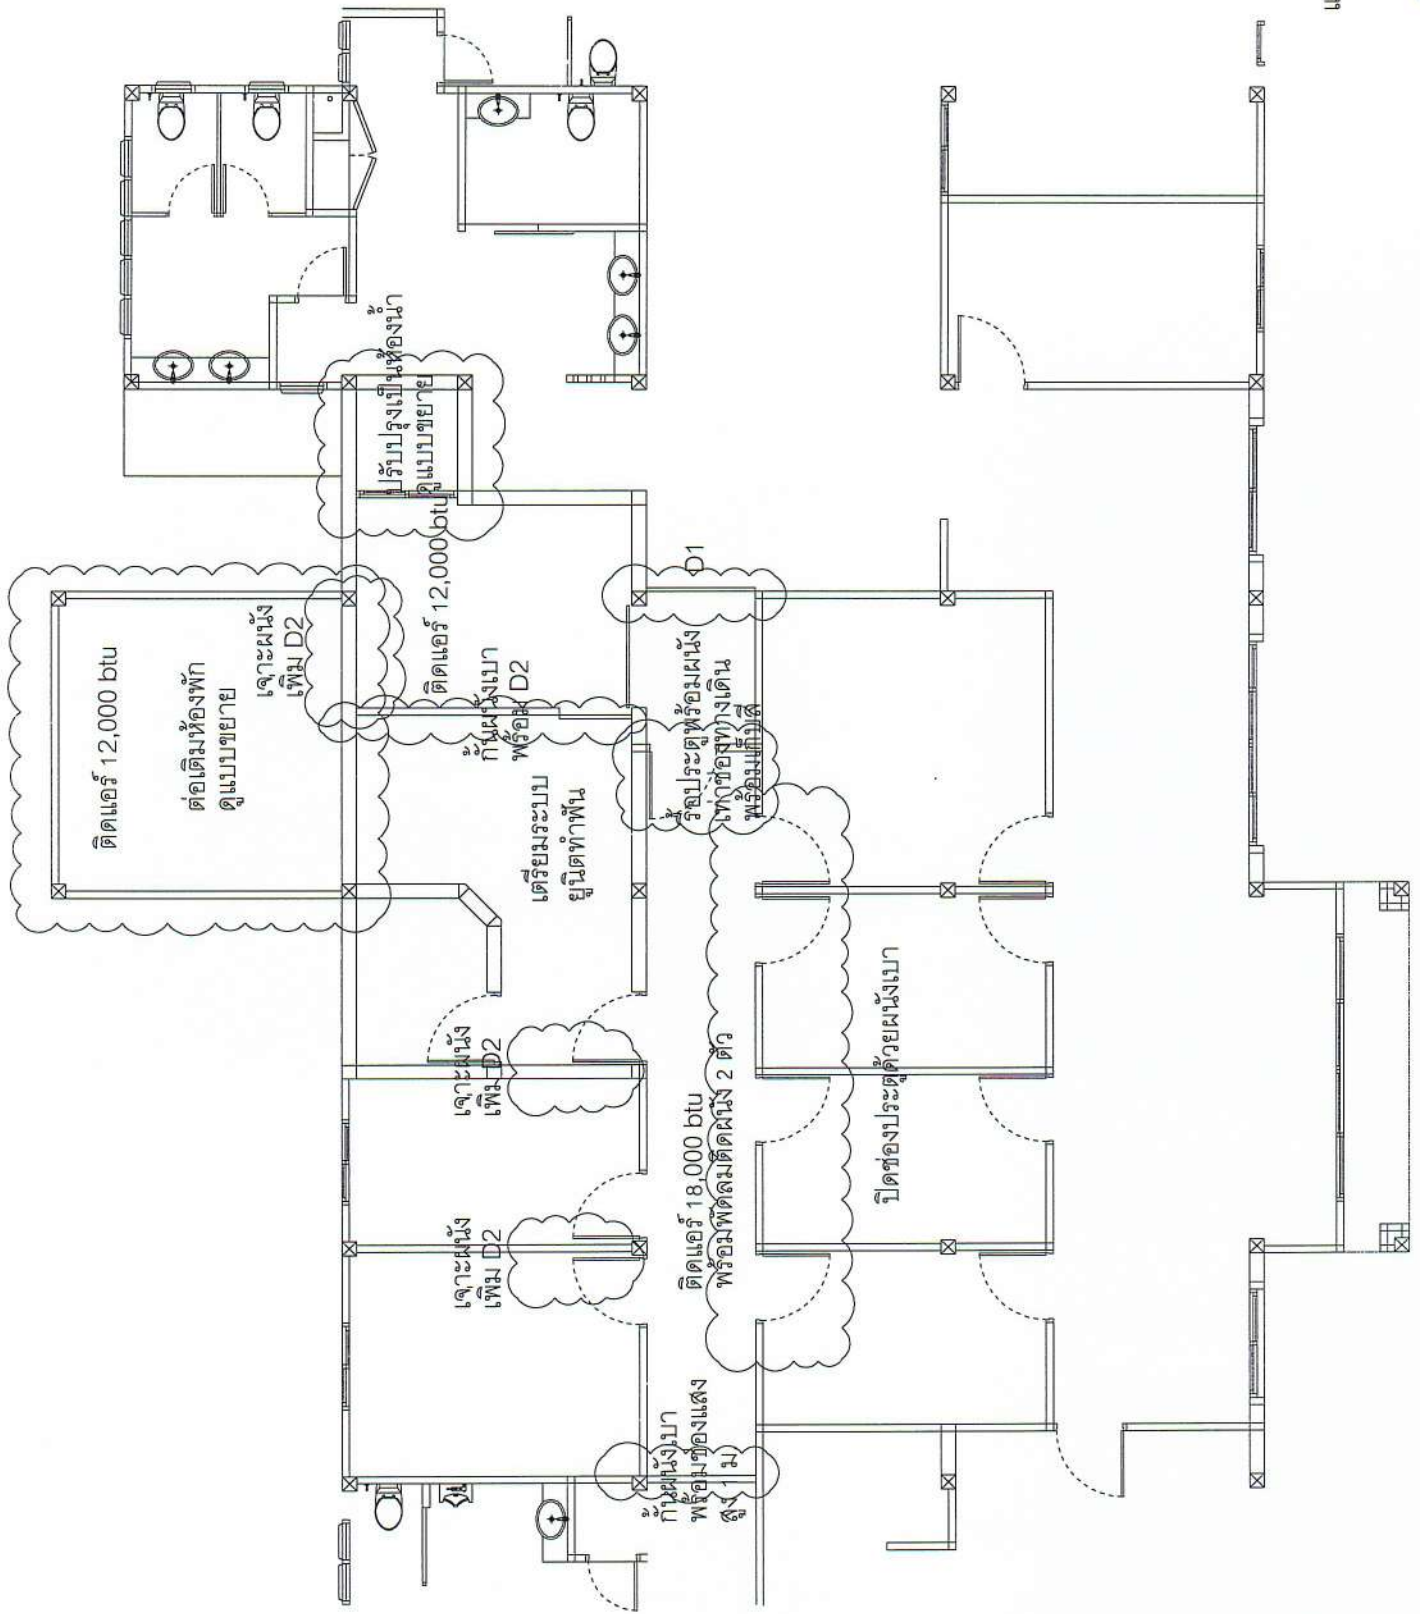 ติดแอร์ 12,000 btu
ต่อเติมห้องพัก
ดูแบบขยาย
เจาะผนัง
เพิ่ม D2
ปรับปรุงเป็นห้องน้ำ
ดูแบบขยาย
ติดแอร์ 12,000 btu
กั้นผนังเบา
พร้อม D2
เตรียมระบบ
ยูนิตทำฟัน
D1
รื้อประตูพร้อมผนัง
เท่าช่องทางเดิน
พร้อมเก็บสี
เจาะผนัง
เพิ่ม D2
เจาะผนัง
เพิ่ม D2
ติดแอร์ 18,000 btu
พร้อมพัดลมติดผนัง 2 ตัว
ปิดช่องประตูด้วยผนังเบา
กั้นผนังเบา
พร้อมช่องแสง
สูง 1 ม